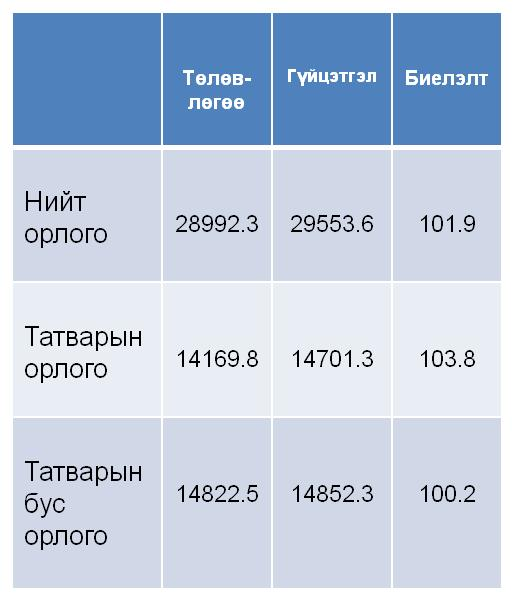 Төлөв-
лөгөө
Гүйцэтгэл
Биелэлт
Нийт
орлого
28992.3
29553.6
101.9
Татварын
орлого
14169.8
14701.3
103.8
Татварын
бус
орлого
14822.5
14852.3
100.2